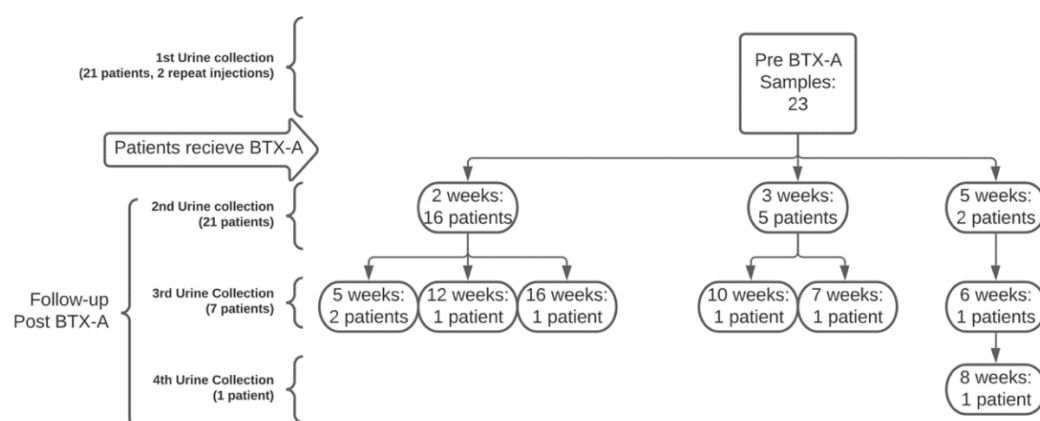 1st Urine collection
(21 patients, 2 repeat injections)
Pre BTX-A
Samples:
23
Patients recieve BTX-A
2nd Urine collection
(21 patients)
2 weeks:
16 patients
3 weeks:
5 patients
5 weeks:
2 patients
Follow-up
Post BTX-A
3rd Urine Collection
(7 patients)
5 weeks:
2 patients
12 weeks:
1 patient
16 weeks:
1 patient
10 weeks:
1 patient
7 weeks:
1 patient
6 weeks:
1 patients
4th Urine Collection
(1 patient)
8 weeks:
1 patient